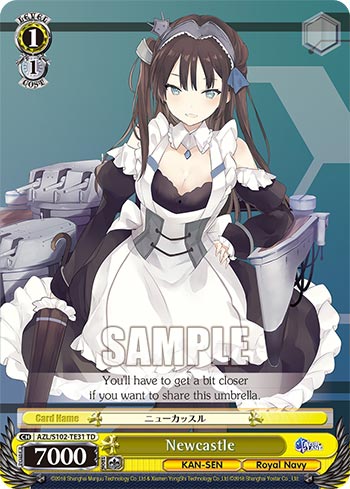 LEVEL
1
1
COST
SAMPLE
You'll have to get a bit closer
if you want to share this umbrella.
Card Name
ニューカッスル
CH
AZL/S102-TE31 TD
Newcastle
7000
KAN-SEN
Royal Navy
©2018 Shanghai Manjuu Technology Co.,Ltd & Xiamen YongShi Technology Co.,Ltd ©2018 Shanghai Yostar Co., Ltd.